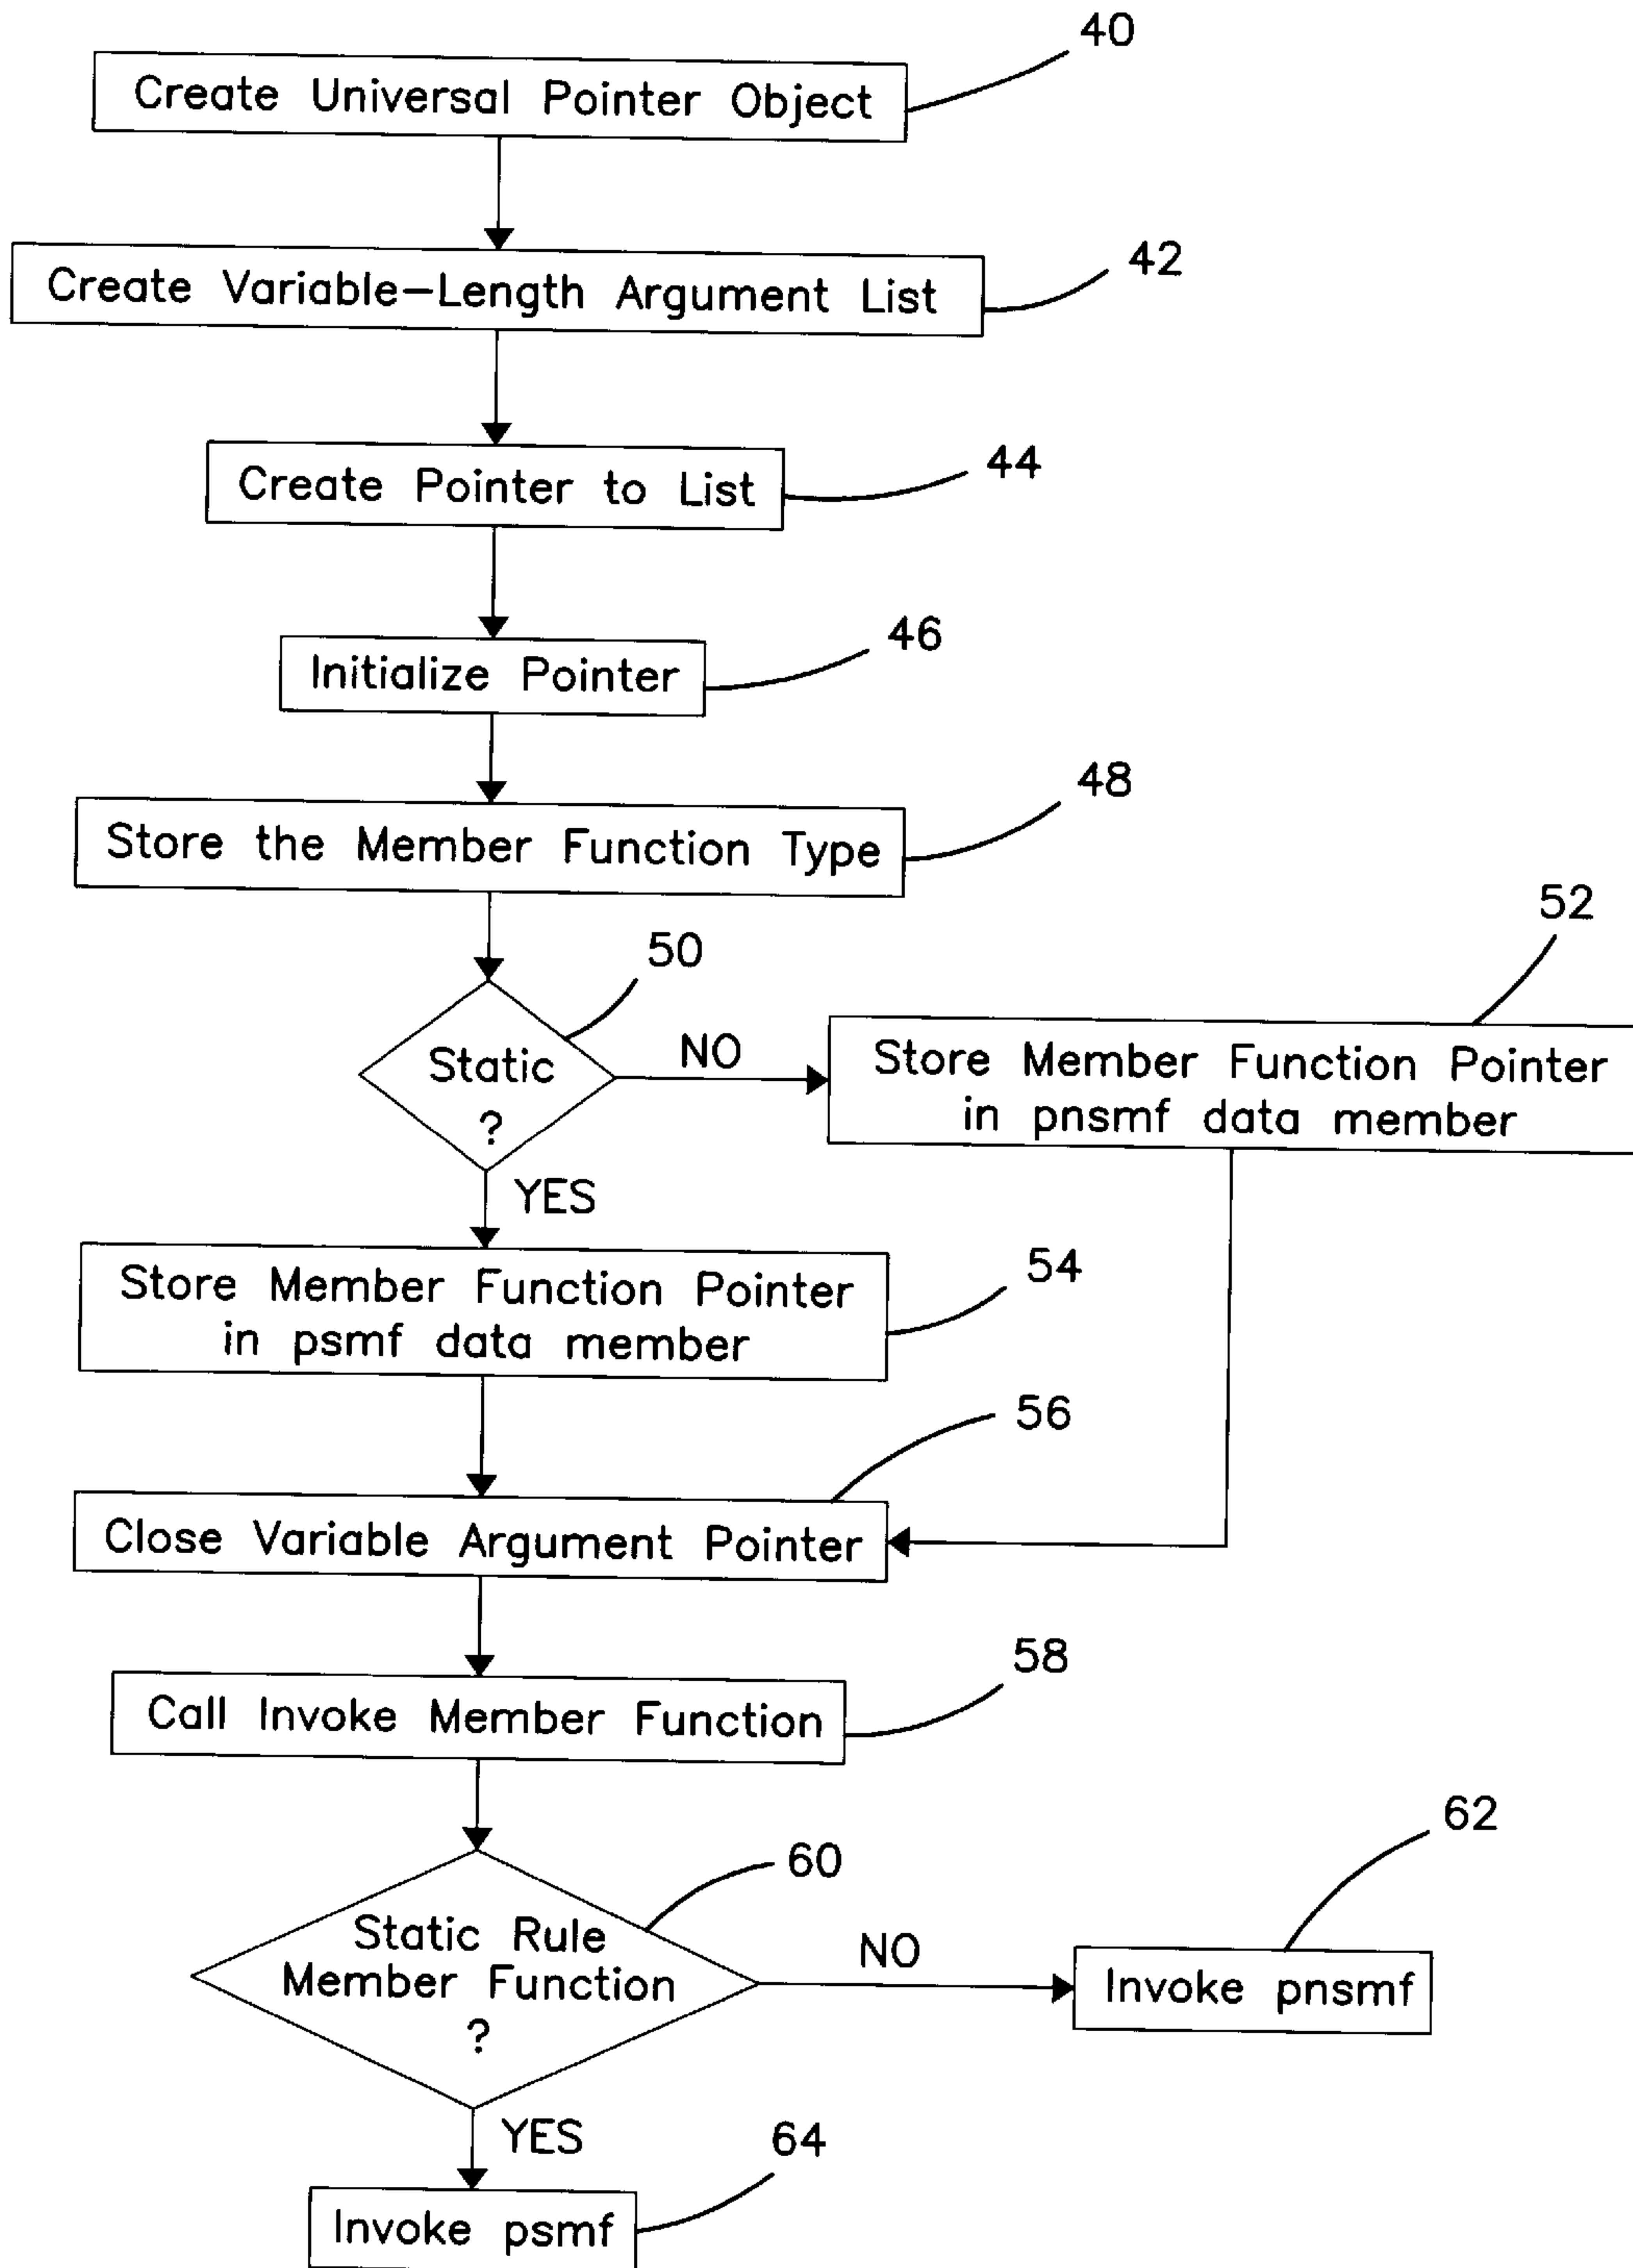 40
Create Universal Pointer Object
42
Create Variable-Length Argument List
44
Create Pointer to List
46
Initialize Pointer
48
Store the Member Function Type
50
52
Static
?
NO
Store Member Function Pointer
in pnsmf data member
YES
54
Store Member Function Pointer
in psmf data member
56
Close Variable Argument Pointer
58
Call Invoke Member Function
60
62
Static Rule
Member Function
?
NO
Invoke pnsmf
YES
64
Invoke psmf